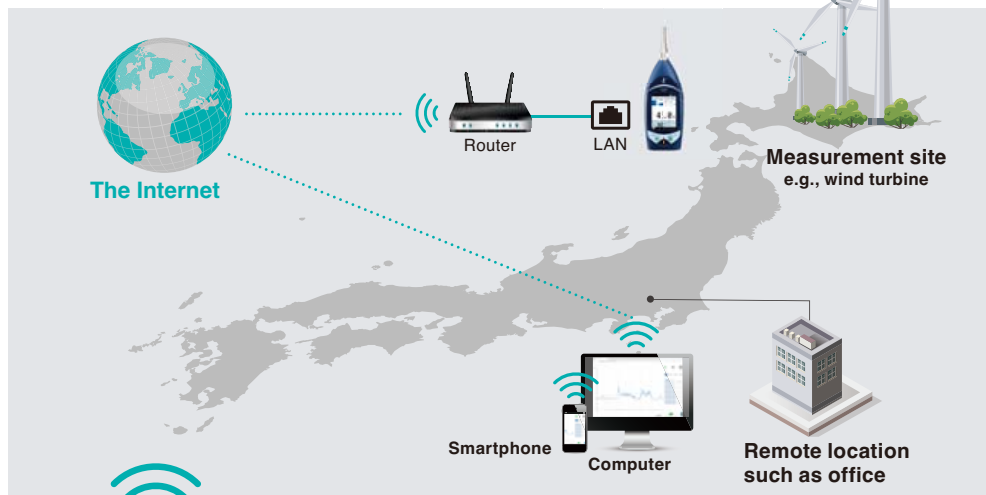 The Internet
Router
LAN
Measurement site
e.g., wind turbine
Smartphone
Computer
Remote location
such as office